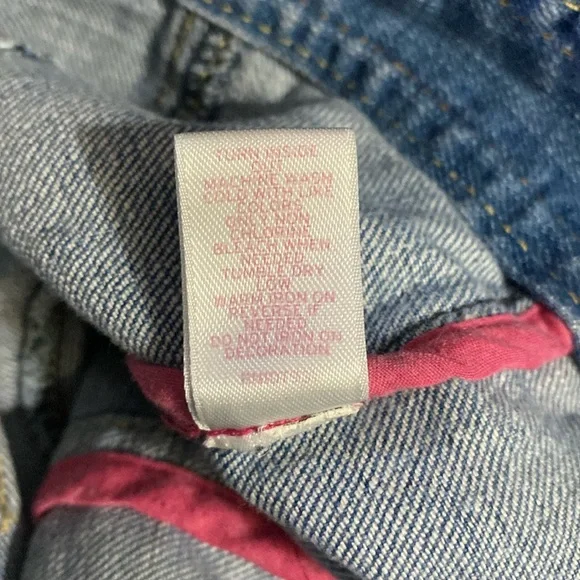 TURN INSIDE
OUT
MACHINE WASH
COLD WITH LIKE
COLORS
ONLY NON
CHLORINE
BLEACH WHEN
NEEDED
TUMBLE DRY
LOW
WARM IRON ON
REVERSE IF
NEEDED
DO NOT IRON ON
DECORATION